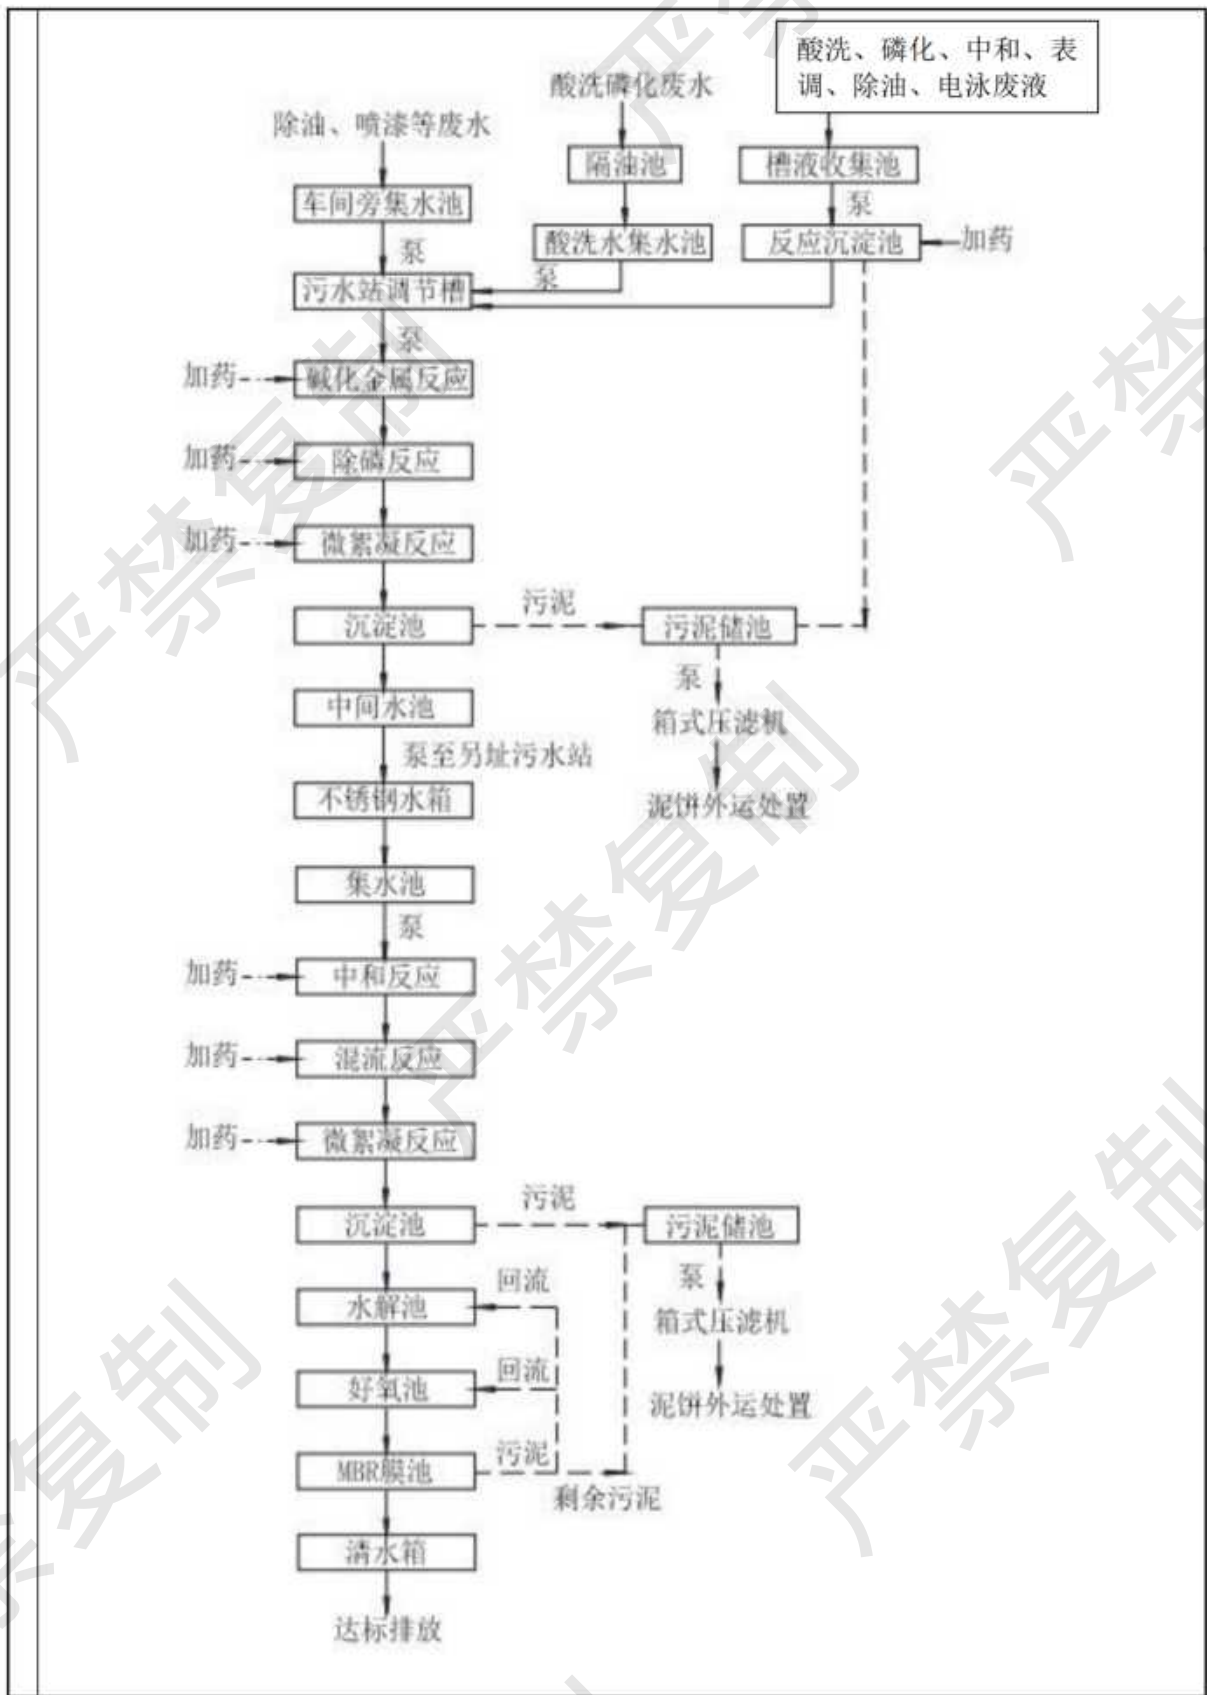 酸洗、磷化、中和、表
调、除油、电泳废液
酸洗磷化废水
除油、喷漆等废水
隔油池
槽液收集池
泵
车间旁集水池
酸洗水集水池
反应沉淀池
加药
泵
泵
污水站调节槽
泵
加药
碱化金属反应
加药
除磷反应
加药
微絮凝反应
沉淀池
污泥
污泥储池
泵
中间水池
箱式压滤机
泵至另址污水站
不锈钢水箱
泥饼外运处置
集水池
泵
加药
中和反应
加药
混流反应
加药
微絮凝反应
沉淀池
污泥
污泥储池
泵
回流
水解池
箱式压滤机
回流
好氧池
泥饼外运处置
污泥
MBR膜池
剩余污泥
清水箱
达标排放
严禁复制
严禁复制
严禁复制
严禁复制
严禁复制